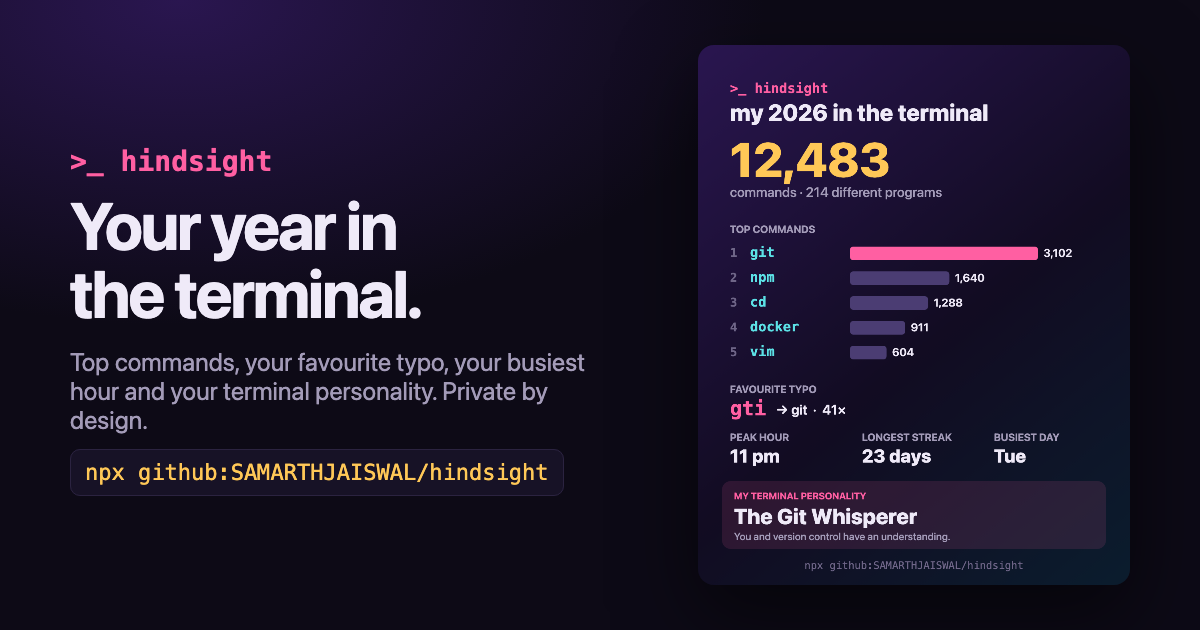 >_ hindsight
Your year in
the terminal.
Top commands, your favourite typo, your busiest
hour and your terminal personality. Private by
design.
npx github:SAMARTHJAISWAL/hindsight
>_ hindsight
my 2026 in the terminal
12,483
commands · 214 different programs
TOP COMMANDS
1 git 3,102
2 npm 1,640
3 cd 1,288
4 docker 911
5 vim 604
FAVOURITE TYPO
gti → git · 41×
PEAK HOUR LONGEST STREAK BUSIEST DAY
11 pm 23 days Tue
MY TERMINAL PERSONALITY
The Git Whisperer
You and version control have an understanding.
npx github:SAMARTHJAISWAL/hindsight